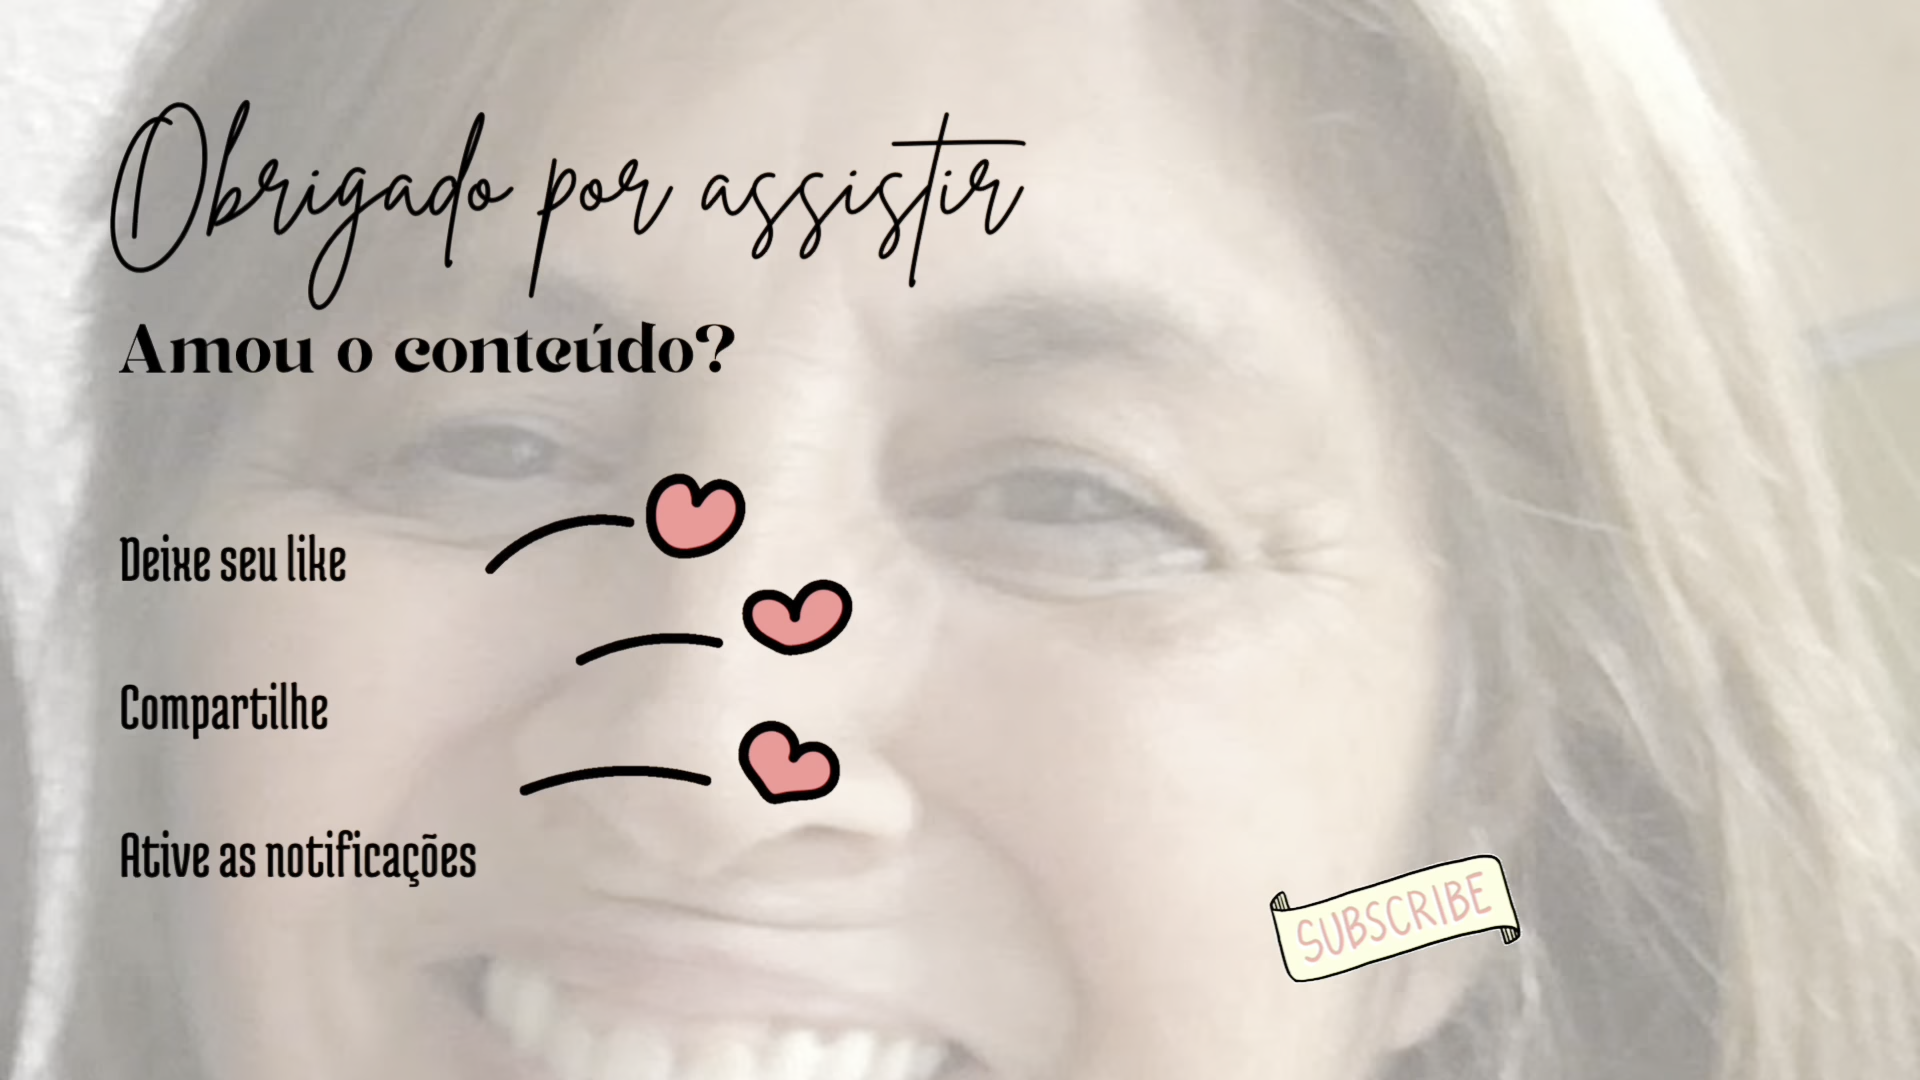 Obrigado por assistir
Amou o conteúdo?
Deixe seu like
Compartilhe
Ative as notificações
SUBSCRIBE